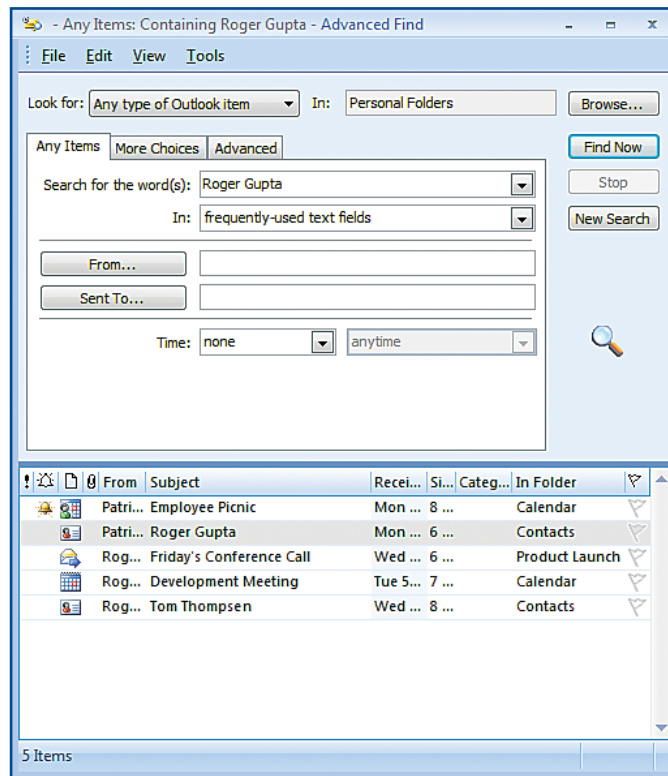 - Any Items: Containing Roger Gupta - Advanced Find
File Edit View Tools
Look for: Any type of Outlook item In: Personal Folders Browse...
Any Items More Choices Advanced Find Now
Search for the word(s): Roger Gupta Stop
In: frequently-used text fields New Search
From...
Sent To...
Time: none anytime
! From Subject Recei... Si... Categ... In Folder
Patri... Employee Picnic Mon ... 8 ... Calendar
Patri... Roger Gupta Mon ... 6 ... Contacts
Rog... Friday's Conference Call Wed ... 6 ... Product Launch
Rog... Development Meeting Tue 5... 7 ... Calendar
Rog... Tom Thompsen Wed ... 8 ... Contacts
5 Items